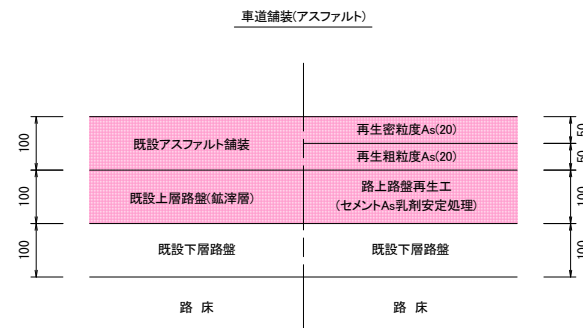 車道舗装(アスファルト)
100
既設アスファルト舗装
再生密粒度As(20)
50
再生粗粒度As(20)
50
100
既設上層路盤(鉱滓層)
路上路盤再生工
(セメントAs乳剤安定処理)
100
100
既設下層路盤
既設下層路盤
100
路 床
路 床